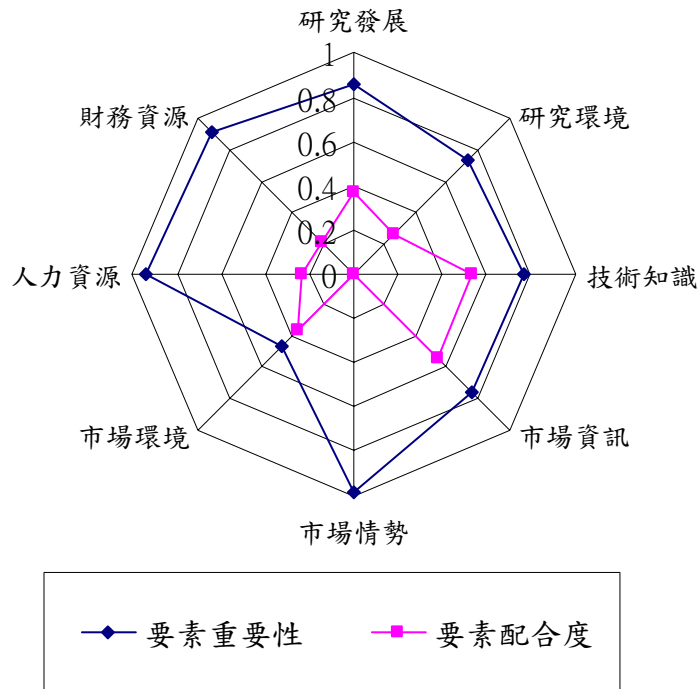 研究發展
1
財務資源
研究環境
0.8
0.6
0.4
0.2
人力資源
0
技術知識
市場環境
市場資訊
市場情勢
要素重要性
要素配合度